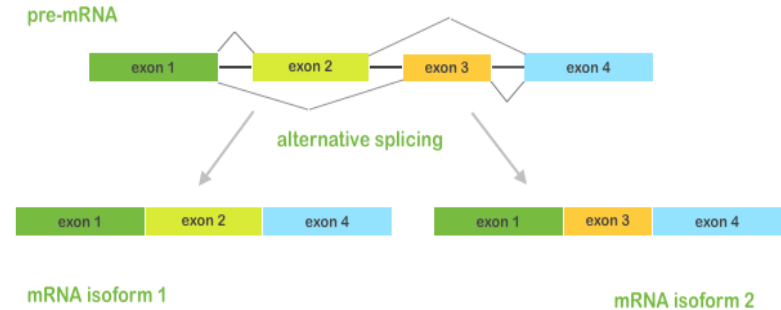 pre-mRNA
exon 1 exon 2 exon 3 exon 4
alternative splicing
exon 1 exon 2 exon 4
exon 1 exon 3 exon 4
mRNA isoform 1
mRNA isoform 2